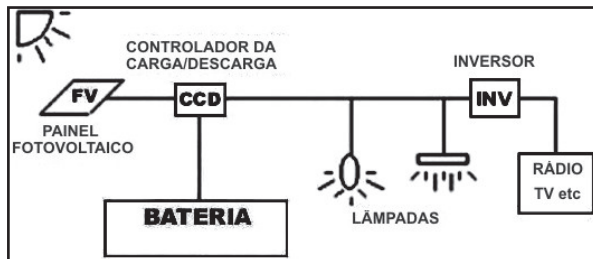 CONTROLADOR DA
CARGA/DESCARGA
INVERSOR
FV
CCD
INV
PAINEL
FOTOVOLTAICO
BATERIA
LÂMPADAS
RÁDIO
TV etc